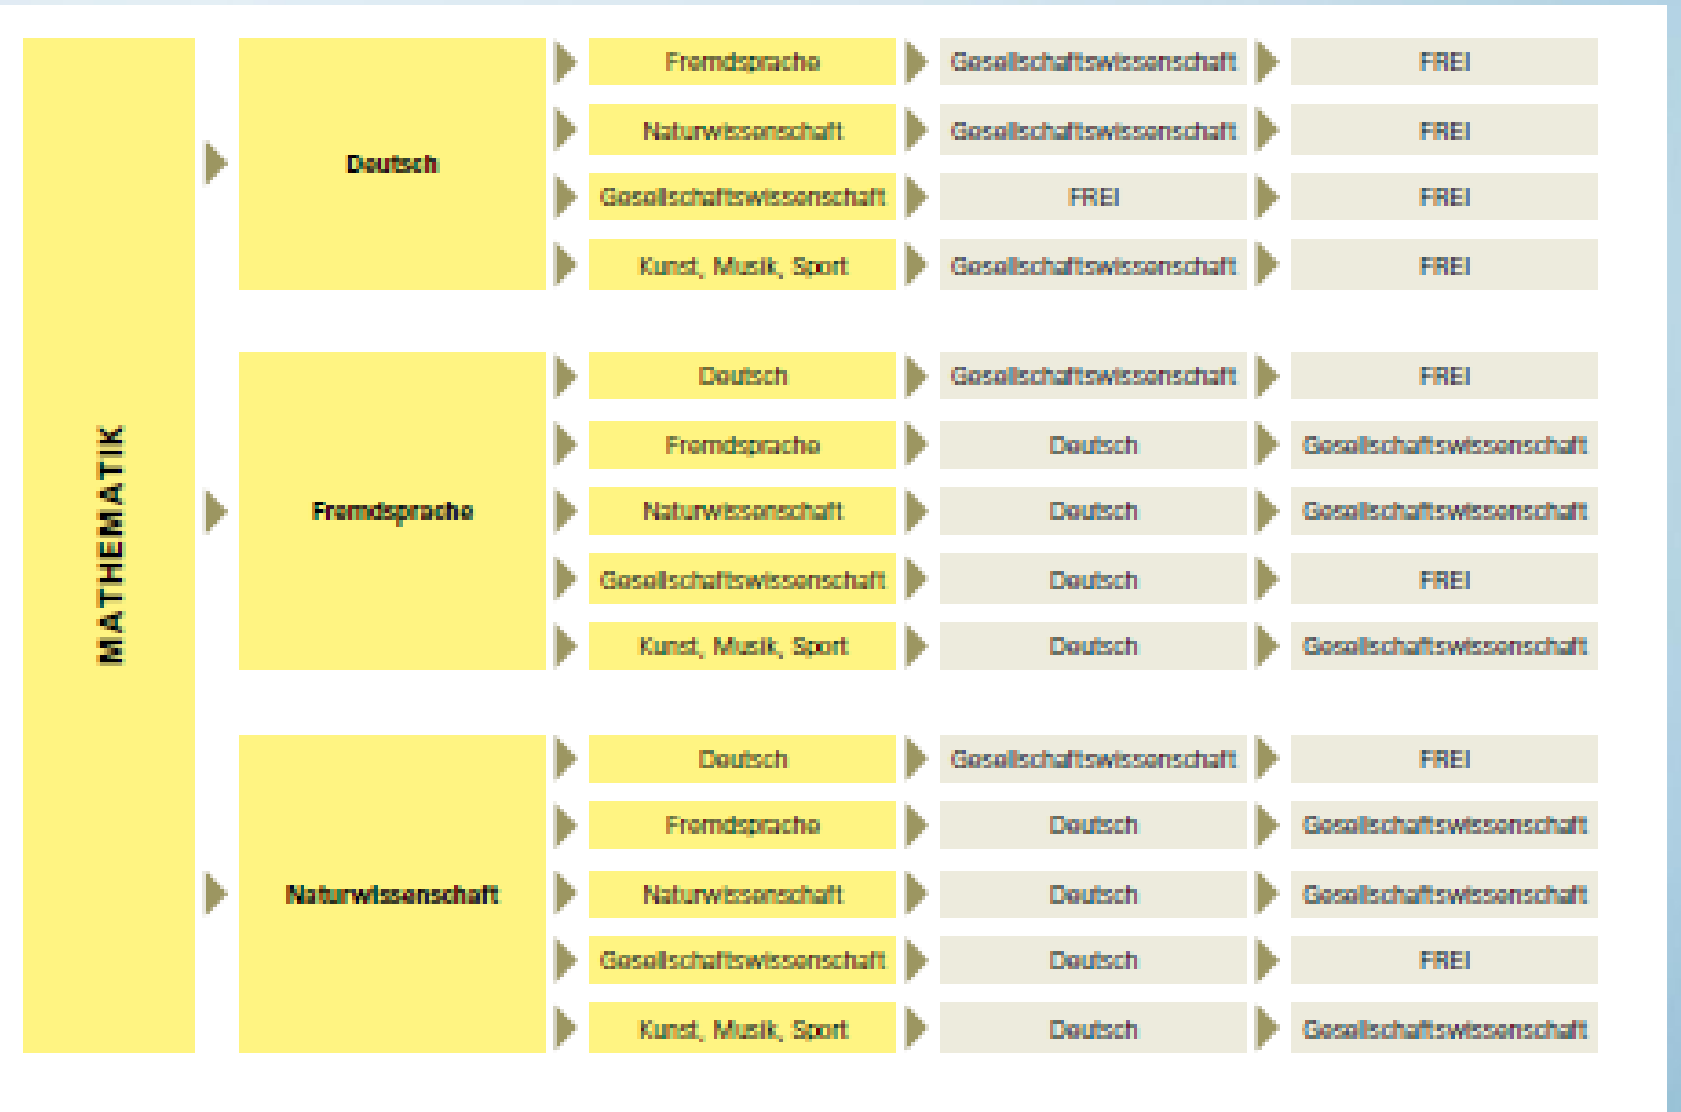 MATHEMATIK
Deutsch
Fremdsprache Gesellschaftswissenschaft FREI
Naturwissenschaft Gesellschaftswissenschaft FREI
Gesellschaftswissenschaft FREI FREI
Kunst, Musik, Sport Gesellschaftswissenschaft FREI
Fremdsprache
Deutsch Gesellschaftswissenschaft FREI
Fremdsprache Deutsch Gesellschaftswissenschaft
Naturwissenschaft Deutsch Gesellschaftswissenschaft
Gesellschaftswissenschaft Deutsch FREI
Kunst, Musik, Sport Deutsch Gesellschaftswissenschaft
Naturwissenschaft
Deutsch Gesellschaftswissenschaft FREI
Fremdsprache Deutsch Gesellschaftswissenschaft
Naturwissenschaft Deutsch Gesellschaftswissenschaft
Gesellschaftswissenschaft Deutsch FREI
Kunst, Musik, Sport Deutsch Gesellschaftswissenschaft